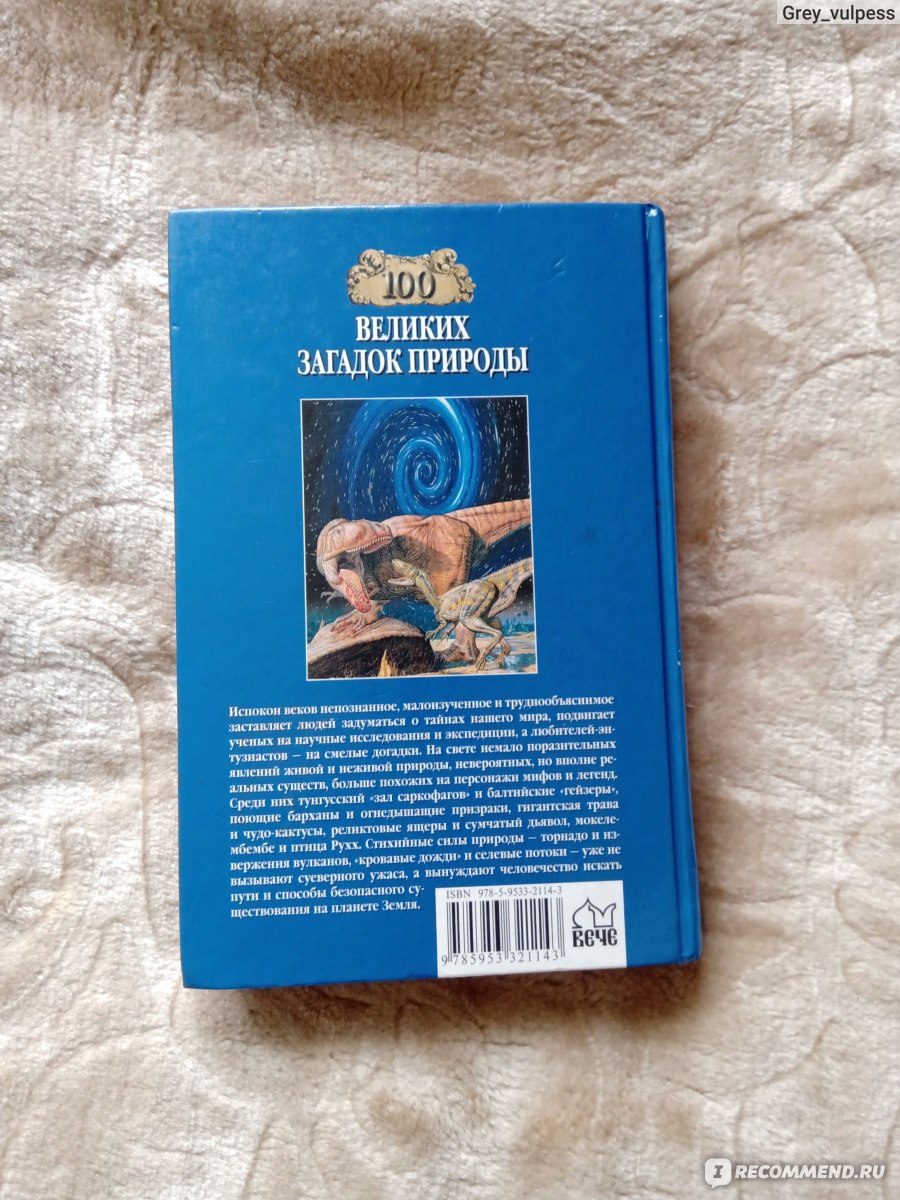 Grey_vulpess
100
ВЕЛИКИХ
ЗАГАДОК ПРИРОДЫ
Испокон веков непознанное, малоизученное и труднообъяснимое
заставляет людей задуматься о тайнах нашего мира, подвигает
ученых на научные исследования и экспедиции, а любителей-эн-
тузиастов – на смелые догадки. На свете немало поразительных
явлений живой и неживой природы, невероятных, но вполне ре-
альных существ, больше похожих на персонажи мифов и легенд.
Среди них тунгусский «зал саркофагов» и балтийские «гейзеры»,
поющие барханы и огнедышащие призраки, гигантская трава
и чудо-кактусы, реликтовые ящеры и сумчатый дьявол, мокеле-
мбембе и птица Рухх. Стихийные силы природы – торнадо и из-
вержения вулканов, «кровавые дожди» и селевые потоки – уже не
вызывают суеверного ужаса, а вынуждают человечество искать
пути и способы безопасного су-
ществования на планете Земля.
ISBN 978-5-9533-2114-3
9 785953 321143
ВЕЧЕ
I RECOMMEND.RU